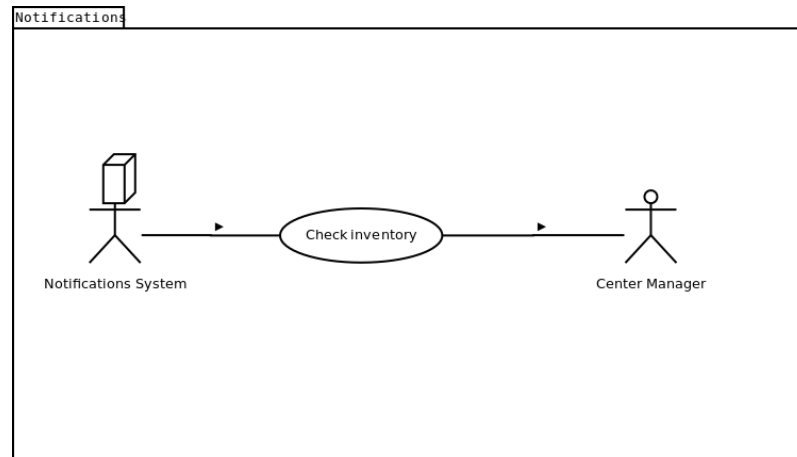 Notifications
Check inventory
Notifications System
Center Manager